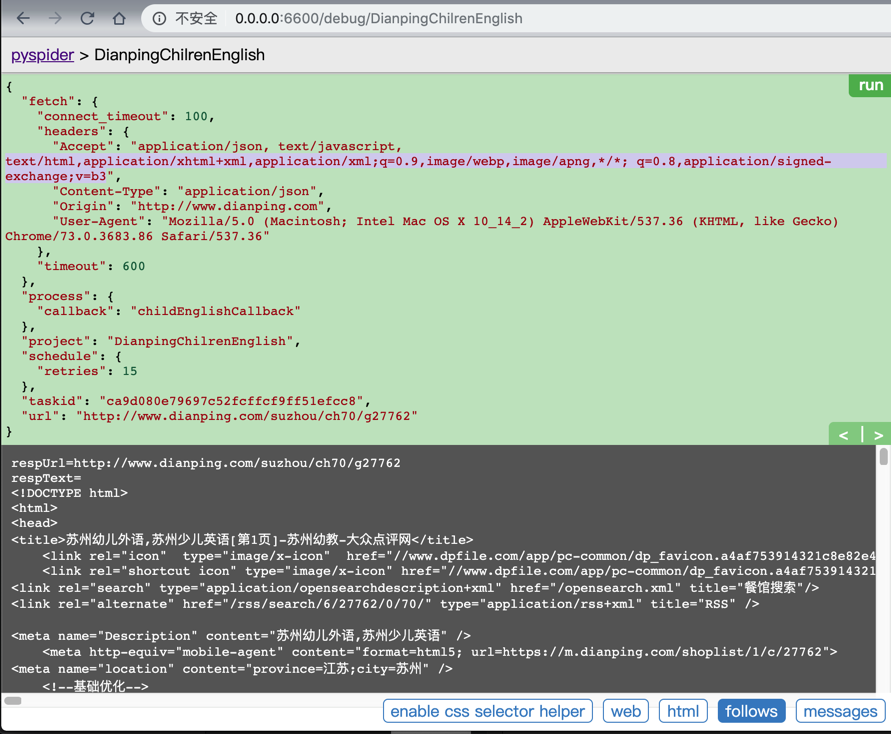 不安全 0.0.0.0:6600/debug/DianpingChilrenEnglish
pyspider > DianpingChilrenEnglish
run
{
"fetch": {
"connect_timeout": 100,
"headers": {
"Accept": "application/json, text/javascript,
text/html,application/xhtml+xml,application/xml;q=0.9,image/webp,image/apng,*/*; q=0.8,application/signed-
exchange;v=b3",
"Content-Type": "application/json",
"Origin": "http://www.dianping.com",
"User-Agent": "Mozilla/5.0 (Macintosh; Intel Mac OS X 10_14_2) AppleWebKit/537.36 (KHTML, like Gecko)
Chrome/73.0.3683.86 Safari/537.36"
},
"timeout": 600
},
"process": {
"callback": "childEnglishCallback"
},
"project": "DianpingChilrenEnglish",
"schedule": {
"retries": 15
},
"taskid": "ca9d080e79697c52fcffcf9ff51efcc8",
"url": "http://www.dianping.com/suzhou/ch70/g27762"
}
< | >
respUrl=http://www.dianping.com/suzhou/ch70/g27762
respText=
<!DOCTYPE html>
<html>
<head>
<title>苏州幼儿外语,苏州少儿英语[第1页]-苏州幼教-大众点评网</title>
<link rel="icon" type="image/x-icon" href="//www.dpfile.com/app/pc-common/dp_favicon.a4af753914321c8e82e4
<link rel="shortcut icon" type="image/x-icon" href="//www.dpfile.com/app/pc-common/dp_favicon.a4af753914321
<link rel="search" type="application/opensearchdescription+xml" href="/opensearch.xml" title="餐馆搜索"/>
<link rel="alternate" href="/rss/search/6/27762/0/70/" type="application/rss+xml" title="RSS" />
<meta name="Description" content="苏州幼儿外语,苏州少儿英语" />
<meta http-equiv="mobile-agent" content="format=html5; url=https://m.dianping.com/shoplist/1/c/27762">
<meta name="location" content="province=江苏;city=苏州" />
<!--基础优化-->
enable css selector helper web html follows messages